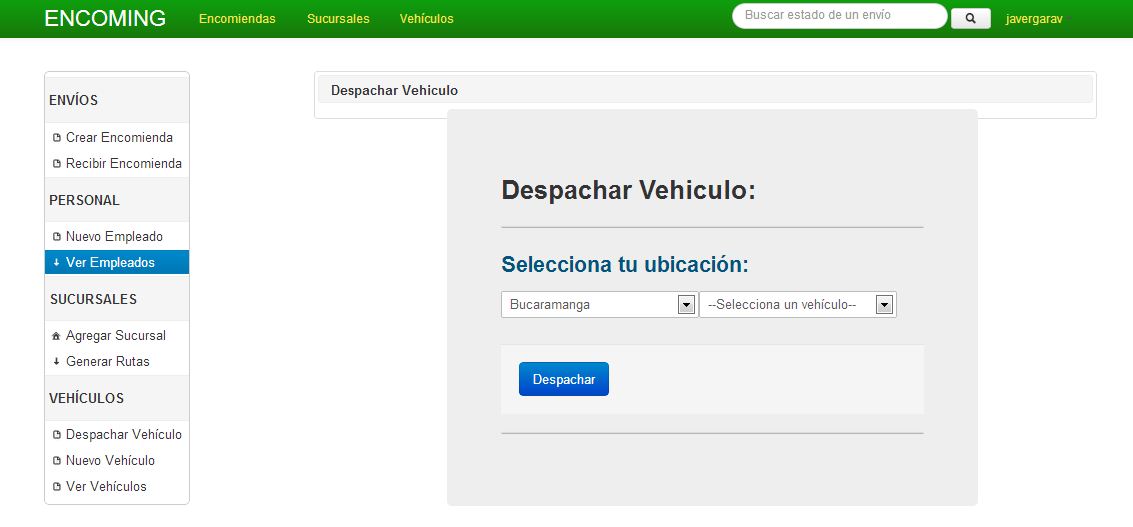 ENCOMING Encomiendas Sucursales Vehículos Buscar estado de un envío javergarav
ENVÍOS
Crear Encomienda
Recibir Encomienda
PERSONAL
Nuevo Empleado
Ver Empleados
SUCURSALES
Agregar Sucursal
Generar Rutas
VEHÍCULOS
Despachar Vehículo
Nuevo Vehículo
Ver Vehículos
Despachar Vehiculo
Despachar Vehiculo:
Selecciona tu ubicación:
Bucaramanga --Selecciona un vehículo--
Despachar